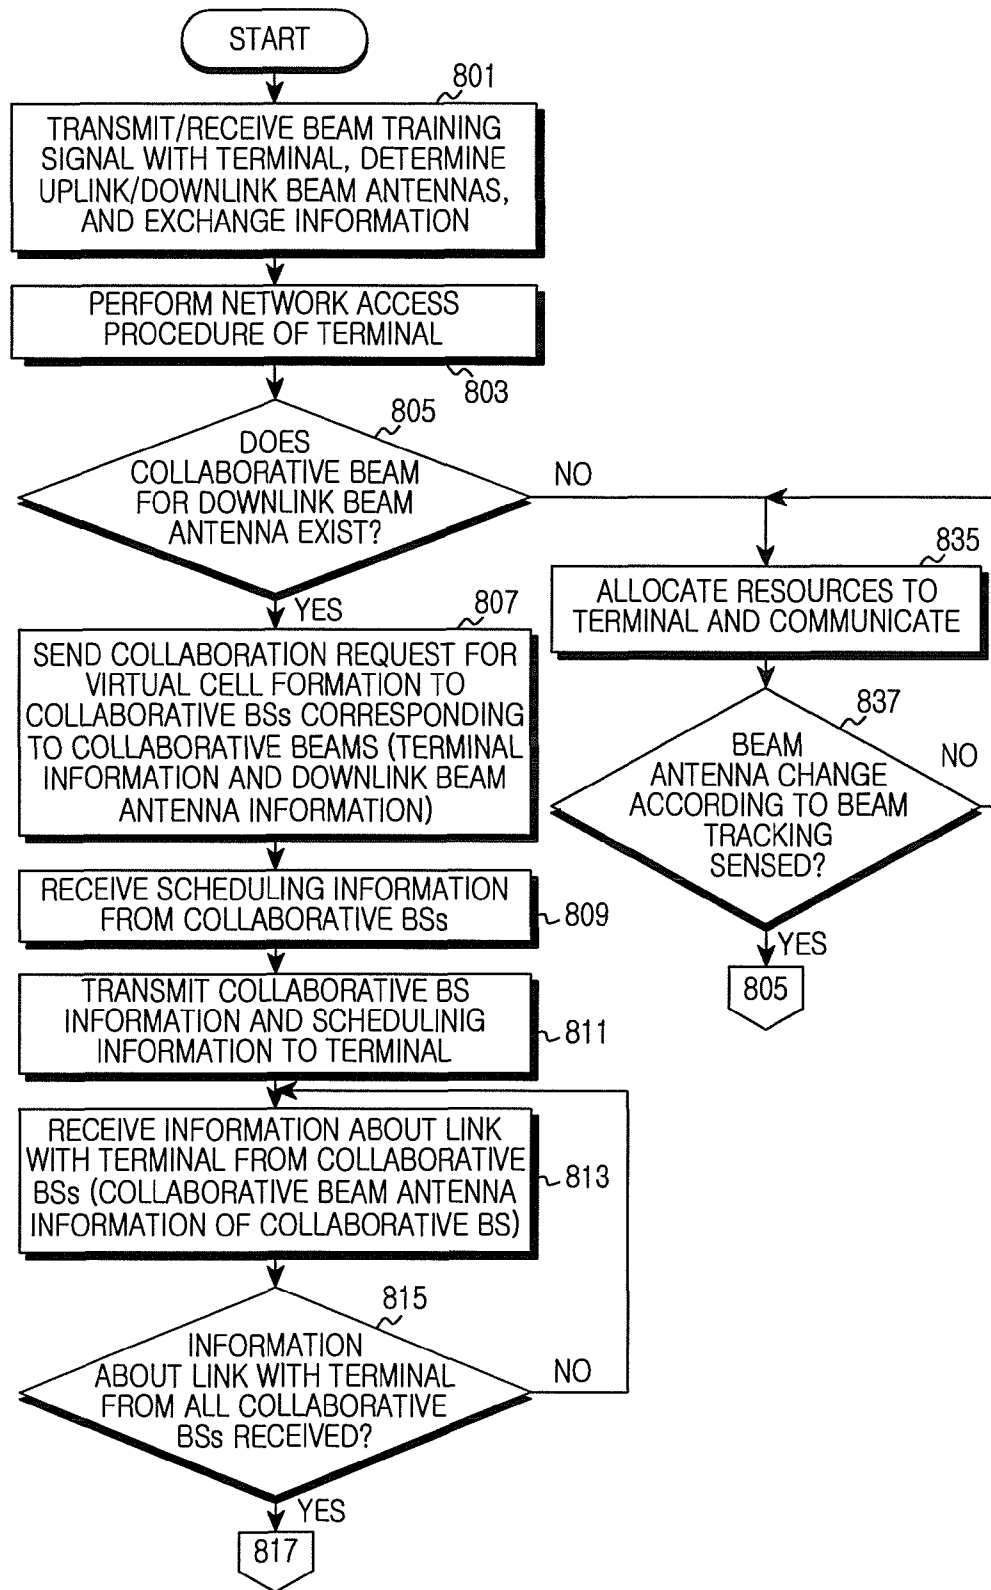 START
801
TRANSMIT/RECEIVE BEAM TRAINING
SIGNAL WITH TERMINAL, DETERMINE
UPLINK/DOWNLINK BEAM ANTENNAS,
AND EXCHANGE INFORMATION
PERFORM NETWORK ACCESS
PROCEDURE OF TERMINAL
803
805
DOES
COLLABORATIVE BEAM
FOR DOWNLINK BEAM
ANTENNA EXIST?
NO
YES
807
SEND COLLABORATION REQUEST FOR
VIRTUAL CELL FORMATION TO
COLLABORATIVE BSs CORRESPONDING
TO COLLABORATIVE BEAMS (TERMINAL
INFORMATION AND DOWNLINK BEAM
ANTENNA INFORMATION)
RECEIVE SCHEDULING INFORMATION
FROM COLLABORATIVE BSs
809
TRANSMIT COLLABORATIVE BS
INFORMATION AND SCHEDULINIG
INFORMATION TO TERMINAL
811
RECEIVE INFORMATION ABOUT LINK
WITH TERMINAL FROM COLLABORATIVE
BSs (COLLABORATIVE BEAM ANTENNA
INFORMATION OF COLLABORATIVE BS)
813
815
INFORMATION
ABOUT LINK WITH TERMINAL
FROM ALL COLLABORATIVE
BSs RECEIVED?
NO
YES
817
835
ALLOCATE RESOURCES TO
TERMINAL AND COMMUNICATE
837
BEAM
ANTENNA CHANGE
ACCORDING TO BEAM
TRACKING
SENSED?
NO
YES
805